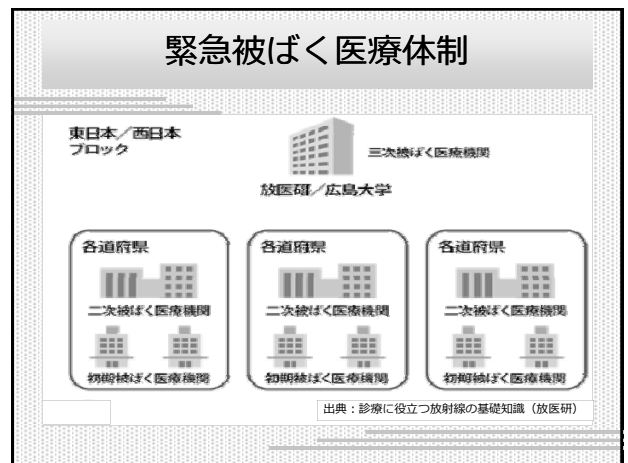 緊急被ばく医療体制
東日本／西日本
ブロック
三次被ばく医療機関
放医研／広島大学
各道府県
二次被ばく医療機関
初期被ばく医療機関
各道府県
二次被ばく医療機関
初期被ばく医療機関
各道府県
二次被ばく医療機関
初期被ばく医療機関
出典：診療に役立つ放射線の基礎知識（放医研）